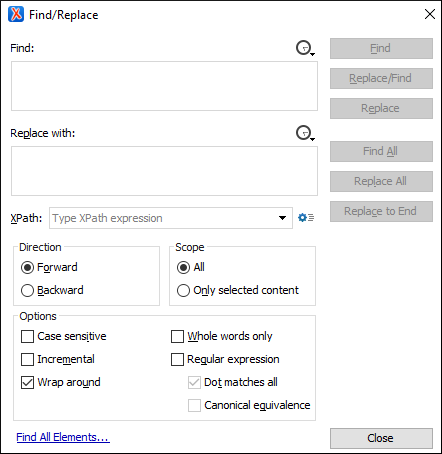 Find/Replace
Find:
Find
Replace/Find
Replace
Replace with:
Find All
Replace All
XPath: Type XPath expression
Replace to End
Direction
Scope
Forward
All
Backward
Only selected content
Options
Case sensitive
Whole words only
Incremental
Regular expression
Wrap around
Dot matches all
Canonical equivalence
Find All Elements...
Close